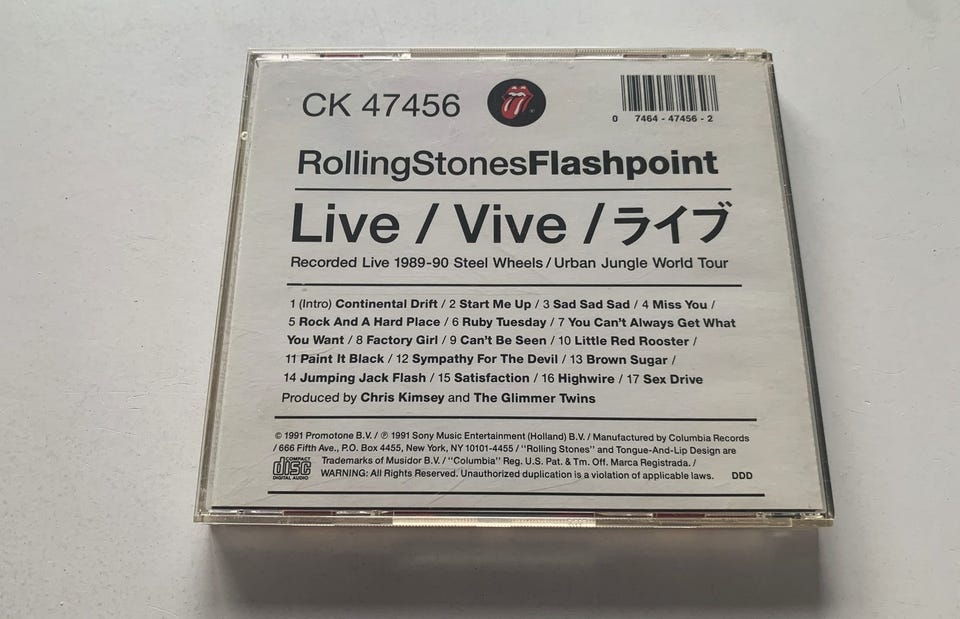 CK 47456
0 7464-47456-2
RollingStonesFlashpoint
Live / Vive / ライブ
Recorded Live 1989-90 Steel Wheels / Urban Jungle World Tour
1 (Intro) Continental Drift / 2 Start Me Up / 3 Sad Sad Sad / 4 Miss You /
5 Rock And A Hard Place / 6 Ruby Tuesday / 7 You Can't Always Get What
You Want / 8 Factory Girl / 9 Can't Be Seen / 10 Little Red Rooster /
11 Paint It Black / 12 Sympathy For The Devil / 13 Brown Sugar /
14 Jumping Jack Flash / 15 Satisfaction / 16 Highwire / 17 Sex Drive
Produced by Chris Kimsey and The Glimmer Twins
© 1991 Promotone B.V. / ℗ 1991 Sony Music Entertainment (Holland) B.V. / Manufactured by Columbia Records
/ 666 Fifth Ave., P.O. Box 4455, New York, NY 10101-4455 / "Rolling Stones" and Tongue-And-Lip Design are
Trademarks of Musidor B.V. / "Columbia" Reg. U.S. Pat. & Tm. Off. Marca Registrada. /
WARNING: All Rights Reserved. Unauthorized duplication is a violation of applicable laws. DDD
COMPACT
disc
DIGITAL AUDIO